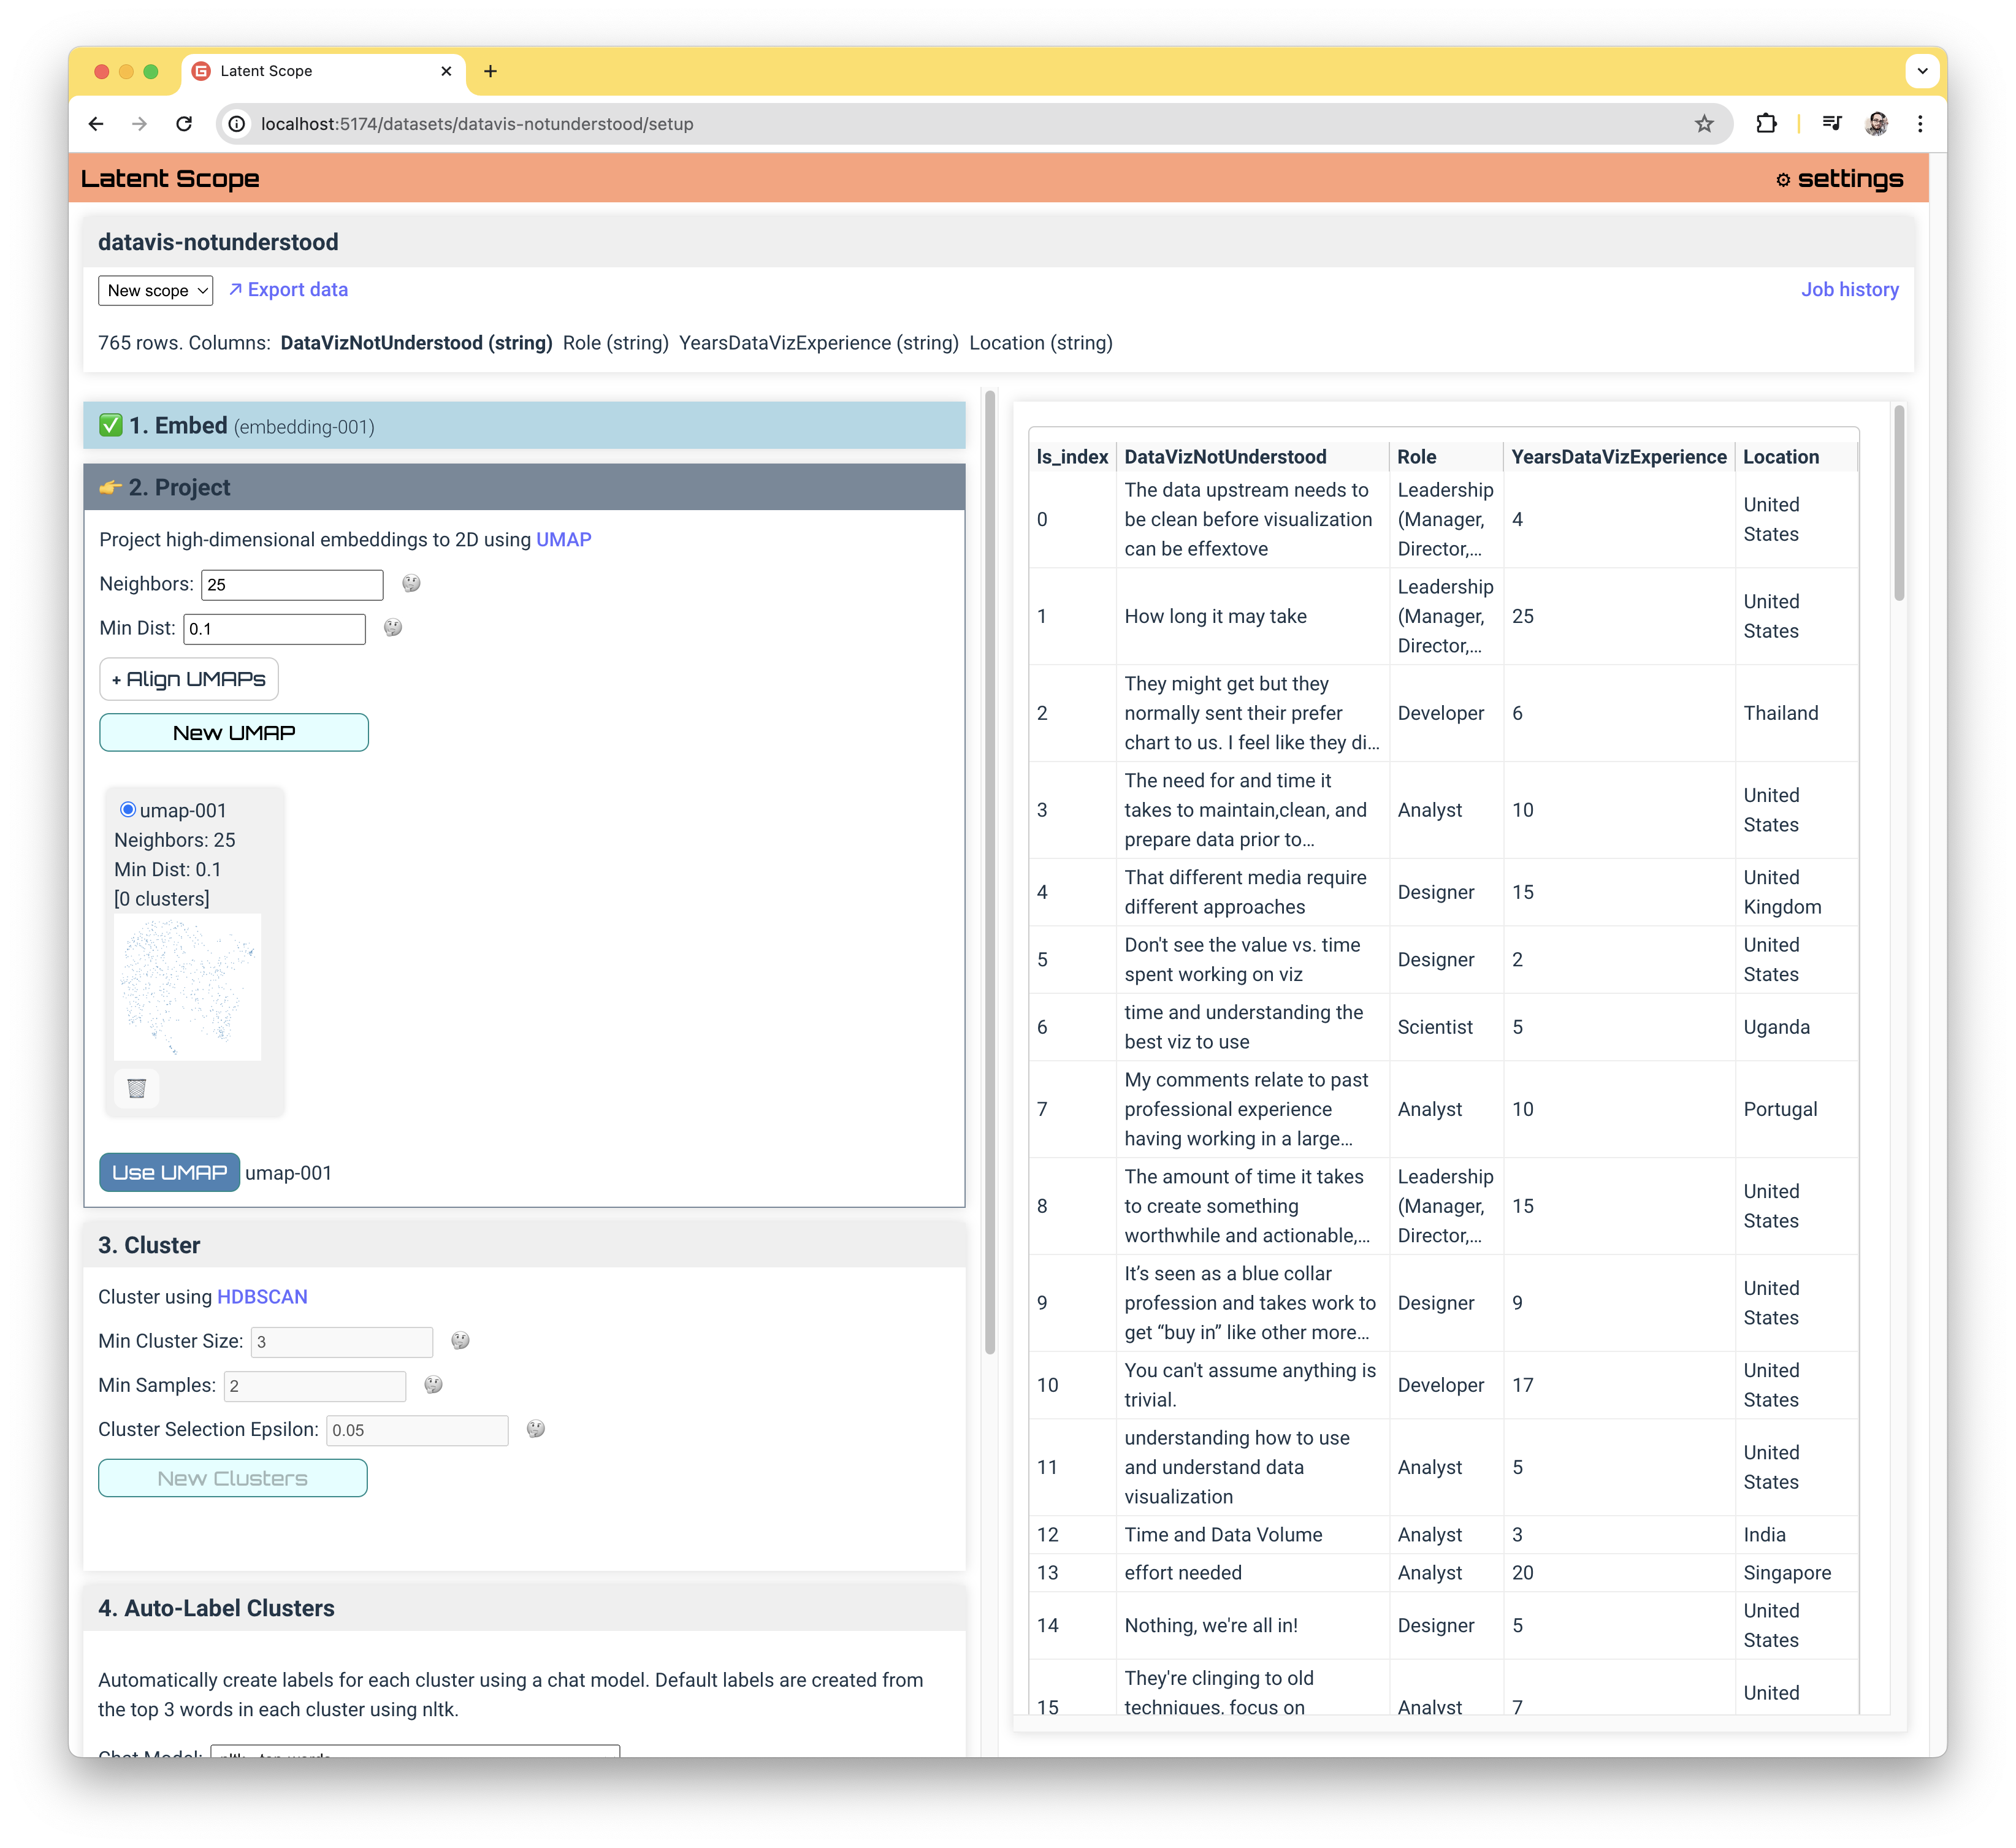 Latent Scope
localhost:5174/datasets/datavis-notunderstood/setup
Latent Scope
settings
datavis-notunderstood
New scope
Export data
Job history
765 rows. Columns: DataVizNotUnderstood (string) Role (string) YearsDataVizExperience (string) Location (string)
1. Embed (embedding-001)
2. Project
Project high-dimensional embeddings to 2D using UMAP
Neighbors: 25
Min Dist: 0.1
+ Align UMAPs
New UMAP
umap-001
Neighbors: 25
Min Dist: 0.1
[0 clusters]
Use UMAP umap-001
3. Cluster
Cluster using HDBSCAN
Min Cluster Size: 3
Min Samples: 2
Cluster Selection Epsilon: 0.05
New Clusters
4. Auto-Label Clusters
Automatically create labels for each cluster using a chat model. Default labels are created from
the top 3 words in each cluster using nltk.
Chat Model:
ls_index DataVizNotUnderstood Role YearsDataVizExperience Location
0
The data upstream needs to
be clean before visualization
can be effextove
Leadership
(Manager,
Director,...
4
United
States
1
How long it may take
Leadership
(Manager,
Director,...
25
United
States
2
They might get but they
normally sent their prefer
chart to us. I feel like they di...
Developer
6
Thailand
3
The need for and time it
takes to maintain,clean, and
prepare data prior to...
Analyst
10
United
States
4
That different media require
different approaches
Designer
15
United
Kingdom
5
Don't see the value vs. time
spent working on viz
Designer
2
United
States
6
time and understanding the
best viz to use
Scientist
5
Uganda
7
My comments relate to past
professional experience
having working in a large...
Analyst
10
Portugal
8
The amount of time it takes
to create something
worthwhile and actionable,...
Leadership
(Manager,
Director,...
15
United
States
9
It’s seen as a blue collar
profession and takes work to
get “buy in” like other more...
Designer
9
United
States
10
You can't assume anything is
trivial.
Developer
17
United
States
11
understanding how to use
and understand data
visualization
Analyst
5
United
States
12
Time and Data Volume
Analyst
3
India
13
effort needed
Analyst
20
Singapore
14
Nothing, we're all in!
Designer
5
United
States
15
They're clinging to old
techniques, focus on
Analyst
7
United